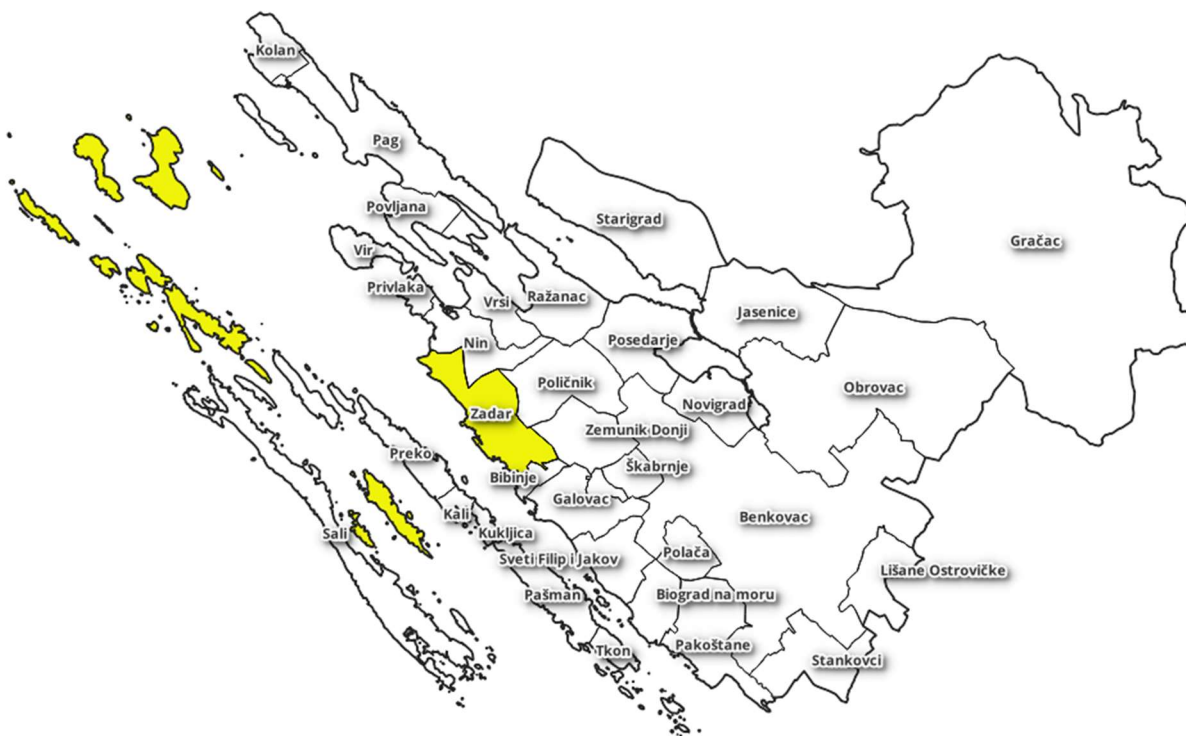 Kolan
Pag
Povljana
Starigrad
Gračac
Vir
Privlaka
Vrsi
Ražanac
Jasenice
Nin
Posedarje
Poličnik
Obrovac
Novigrad
Zadar
Zemunik Donji
Preko
Škabrnje
Bibinje
Galovac
Kali
Benkovac
Sali
Kukljica
Polača
Sveti Filip i Jakov
Lišane Ostrovičke
Pašman
Biograd na moru
Pakoštane
Tkon
Stankovci